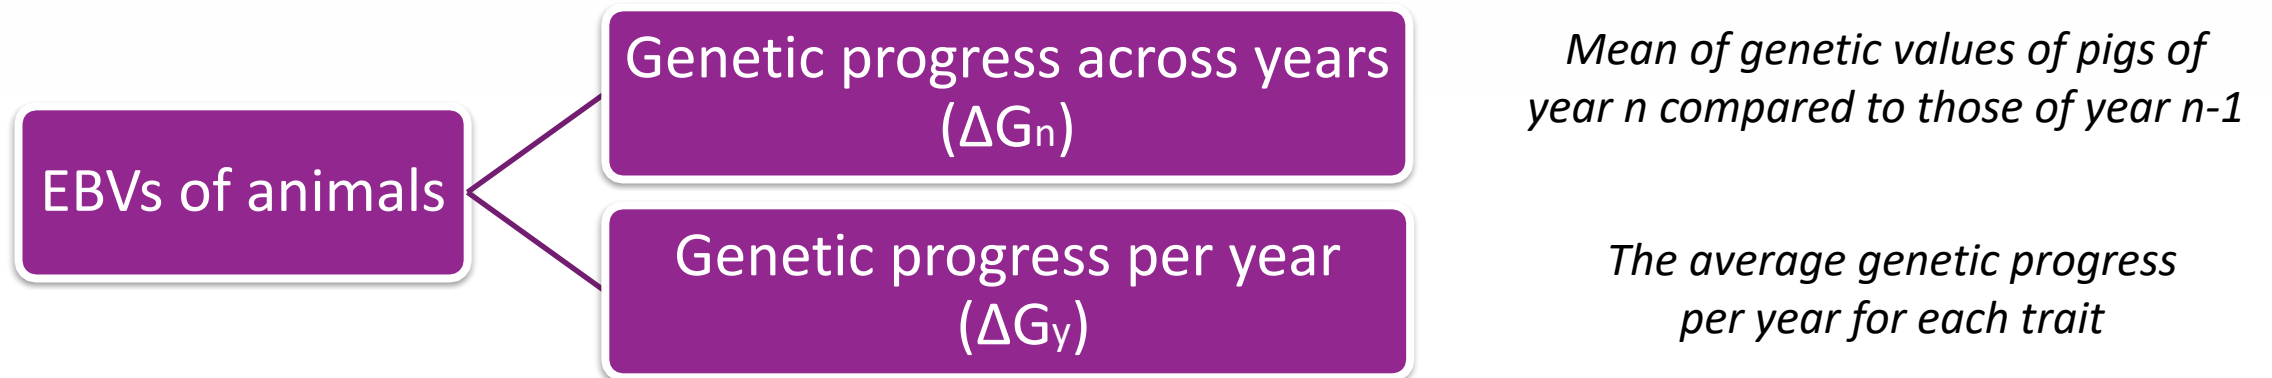 EBVs of animals
Genetic progress across years
(ΔGn)
Mean of genetic values of pigs of
year n compared to those of year n-1
Genetic progress per year
(ΔGy)
The average genetic progress
per year for each trait